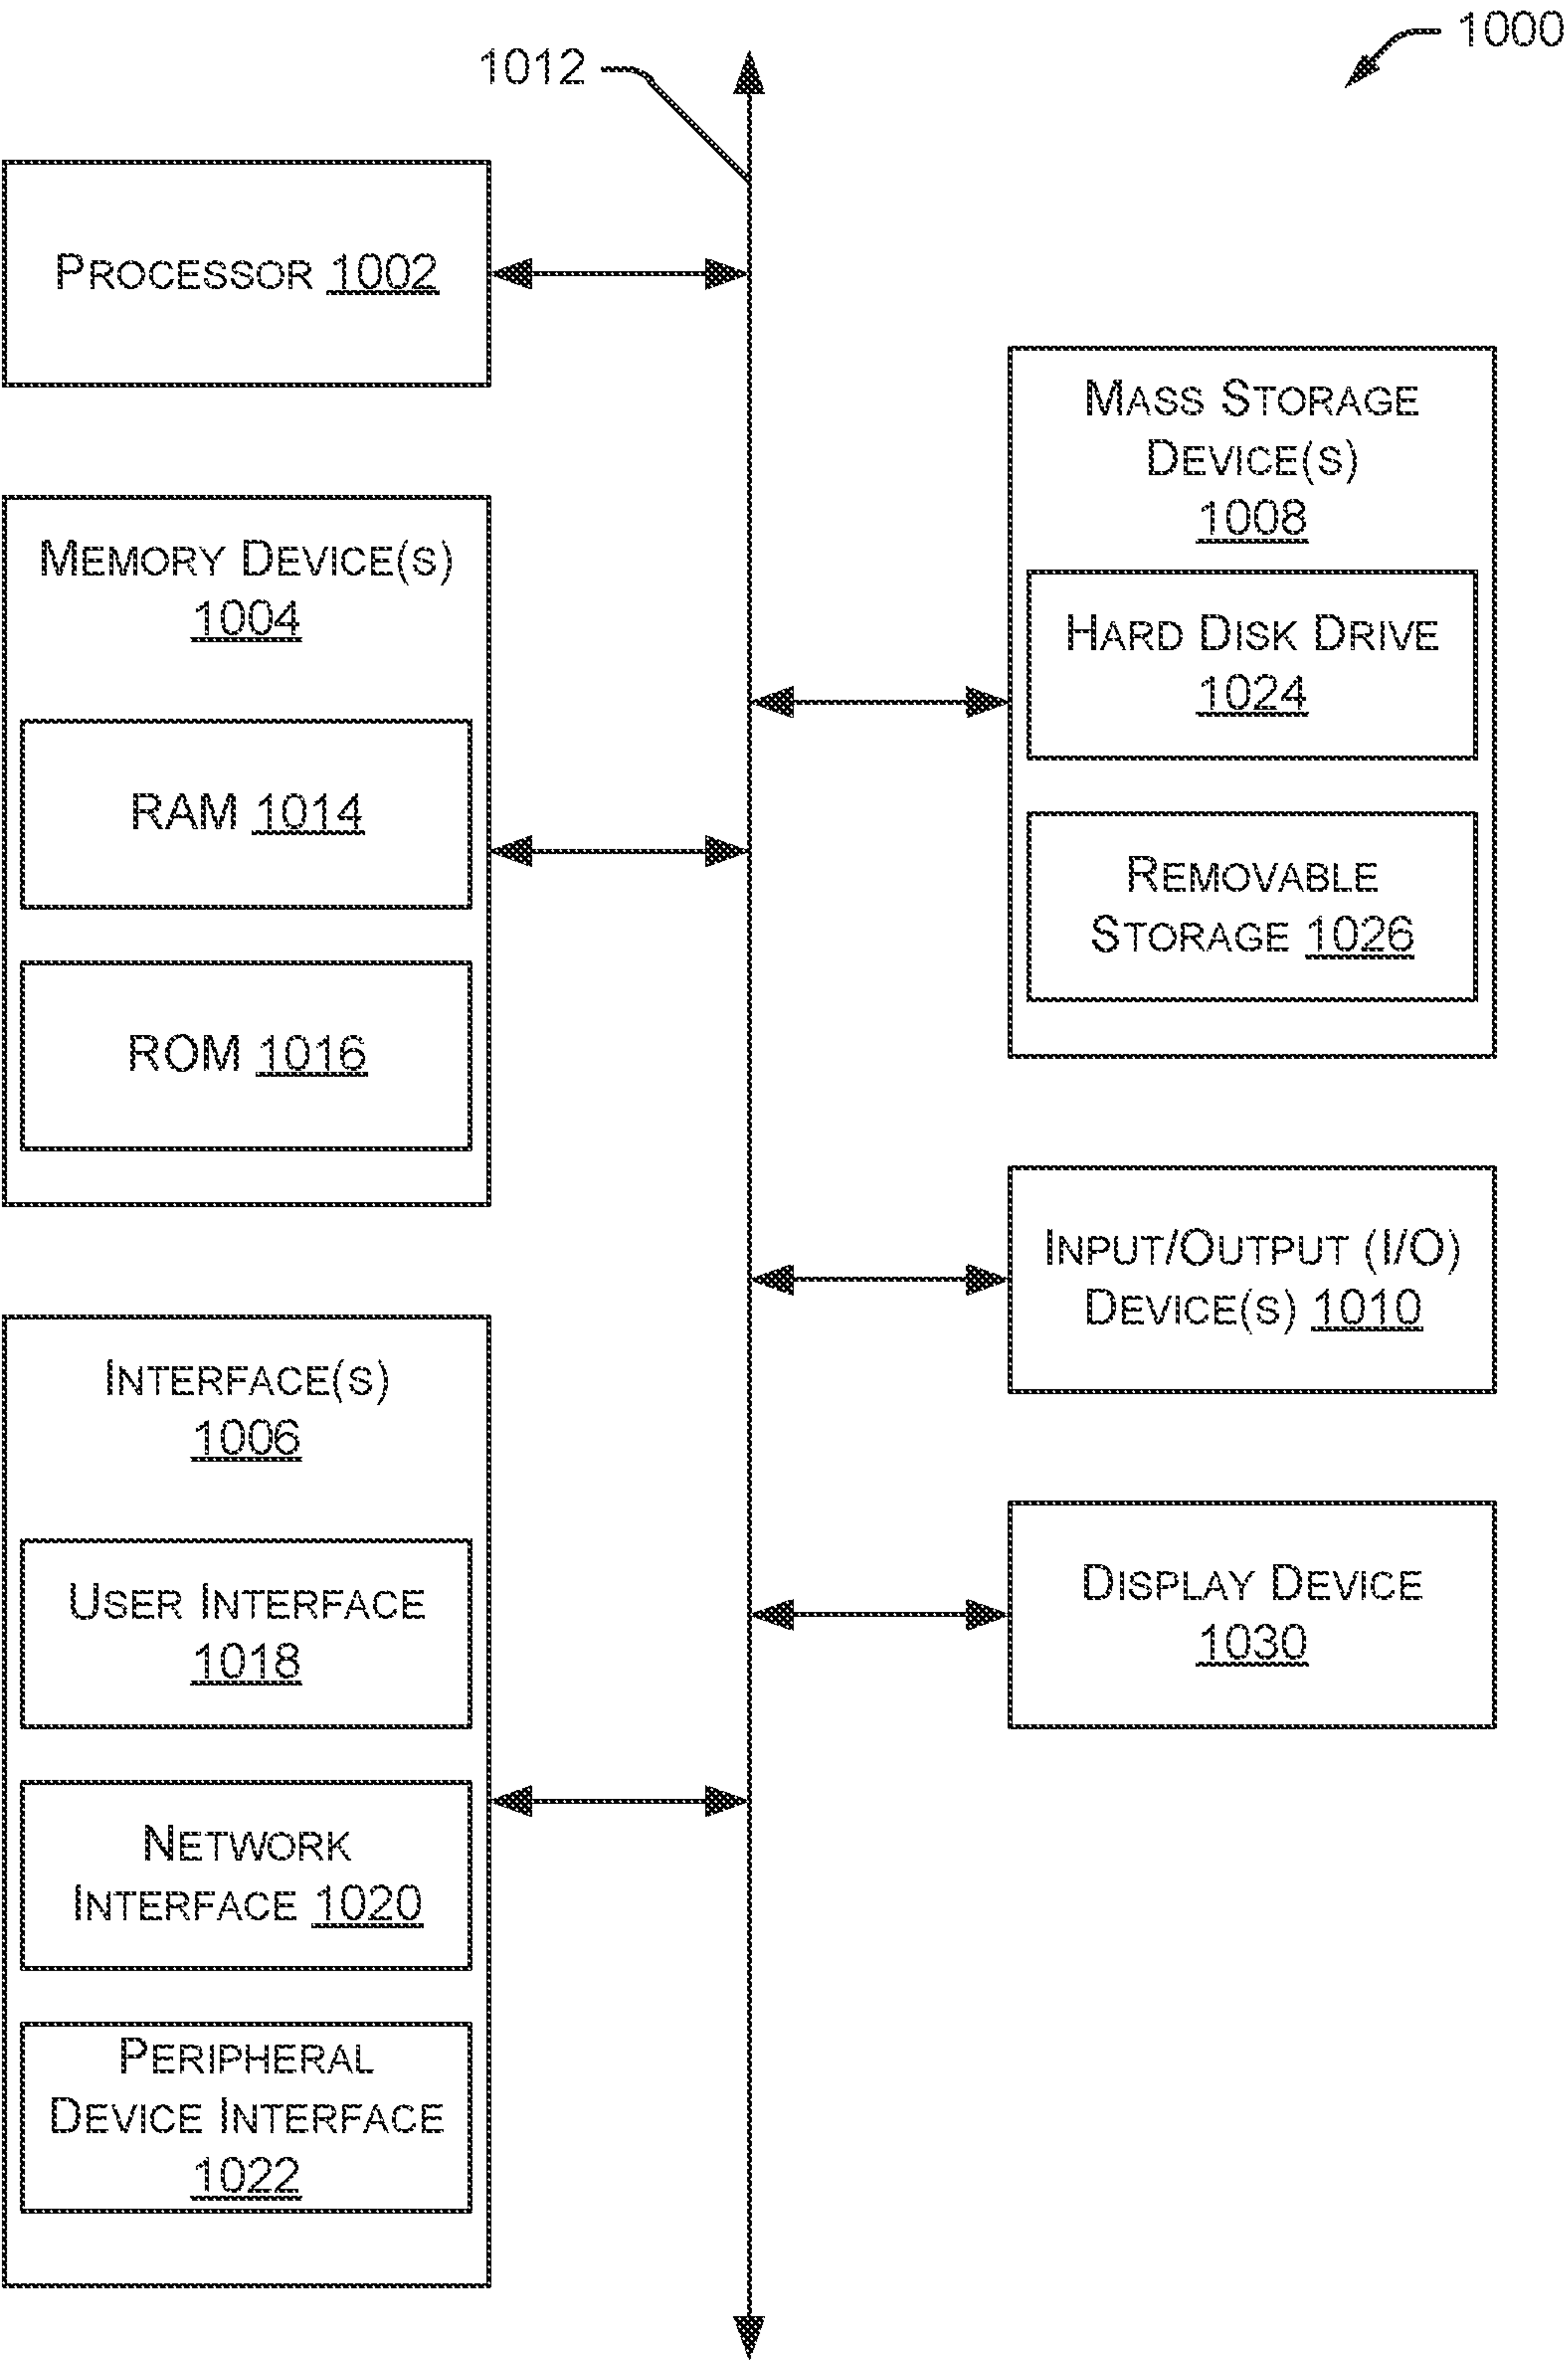 1000
1012
PROCESSOR 1002
MEMORY DEVICE(S)
1004
RAM 1014
ROM 1016
INTERFACE(S)
1006
USER INTERFACE
1018
NETWORK
INTERFACE 1020
PERIPHERAL
DEVICE INTERFACE
1022
MASS STORAGE
DEVICE(S)
1008
HARD DISK DRIVE
1024
REMOVABLE
STORAGE 1026
INPUT/OUTPUT (I/O)
DEVICE(S) 1010
DISPLAY DEVICE
1030